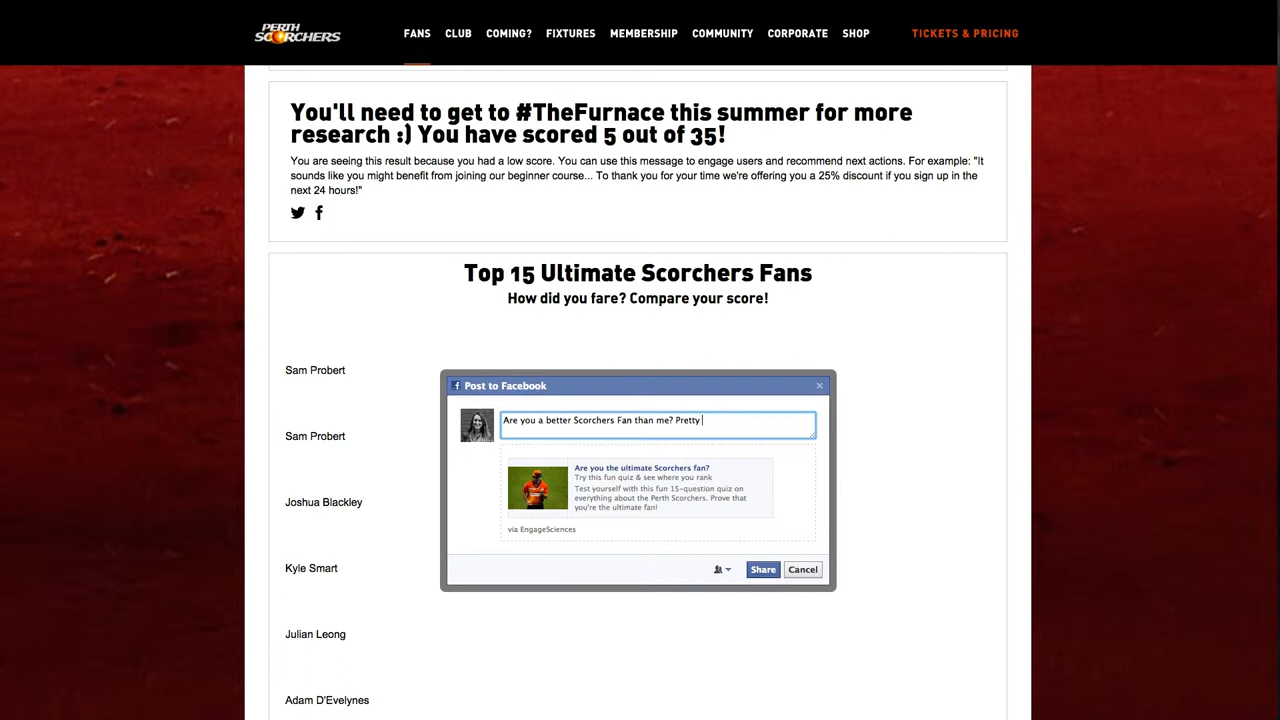 PERTH
SCORCHERS
FANS CLUB COMING? FIXTURES MEMBERSHIP COMMUNITY CORPORATE SHOP TICKETS & PRICING
You'll need to get to #TheFurnace this summer for more
research :) You have scored 5 out of 35!
You are seeing this result because you had a low score. You can use this message to engage users and recommend next actions. For example: "It
sounds like you might benefit from joining our beginner course... To thank you for your time we're offering you a 25% discount if you sign up in the
next 24 hours!"
Top 15 Ultimate Scorchers Fans
How did you fare? Compare your score!
Sam Probert
Sam Probert
Joshua Blackley
Kyle Smart
Julian Leong
Adam D'Evelynes
f Post to Facebook ×
Are you a better Scorchers Fan than me? Pretty
Are you the ultimate Scorchers fan?
Try this fun quiz & see where you rank
Test yourself with this fun 15-question quiz on
everything about the Perth Scorchers. Prove that
you're the ultimate fan!
via EngageSciences
Share Cancel